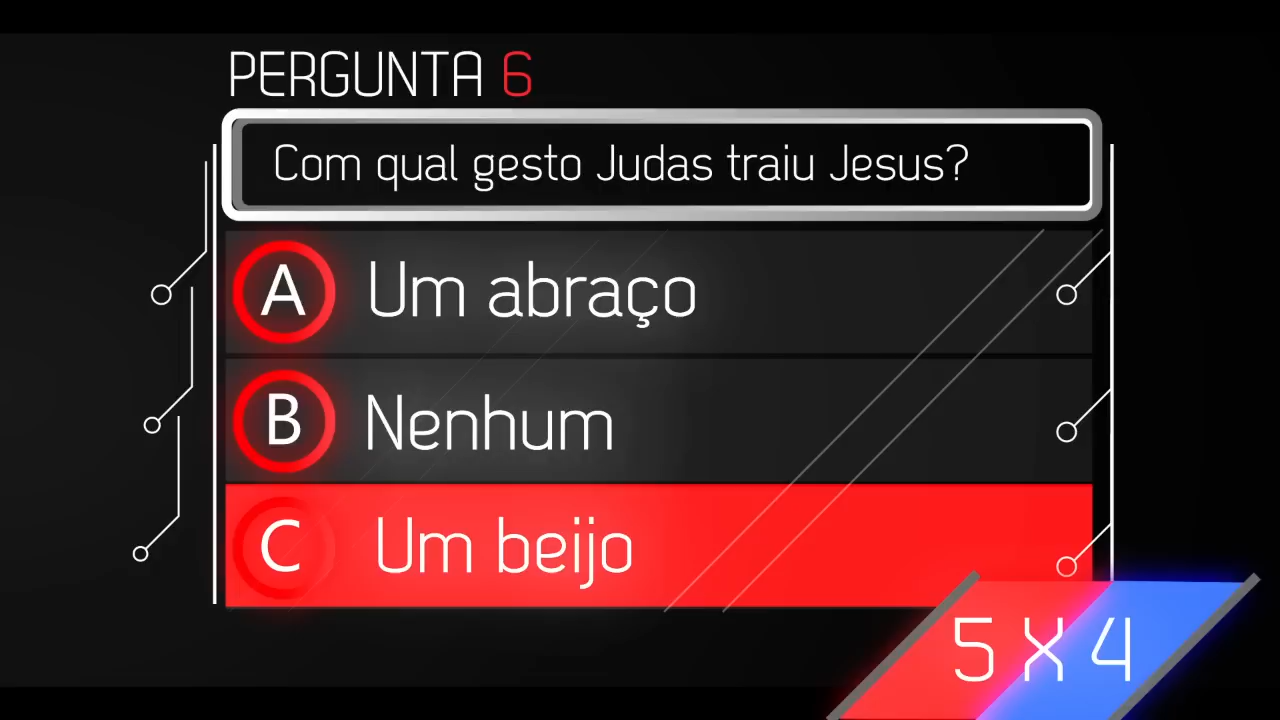 PERGUNTA 6
Com qual gesto Judas traiu Jesus?
A Um abraço
B Nenhum
C Um beijo
5 X 4